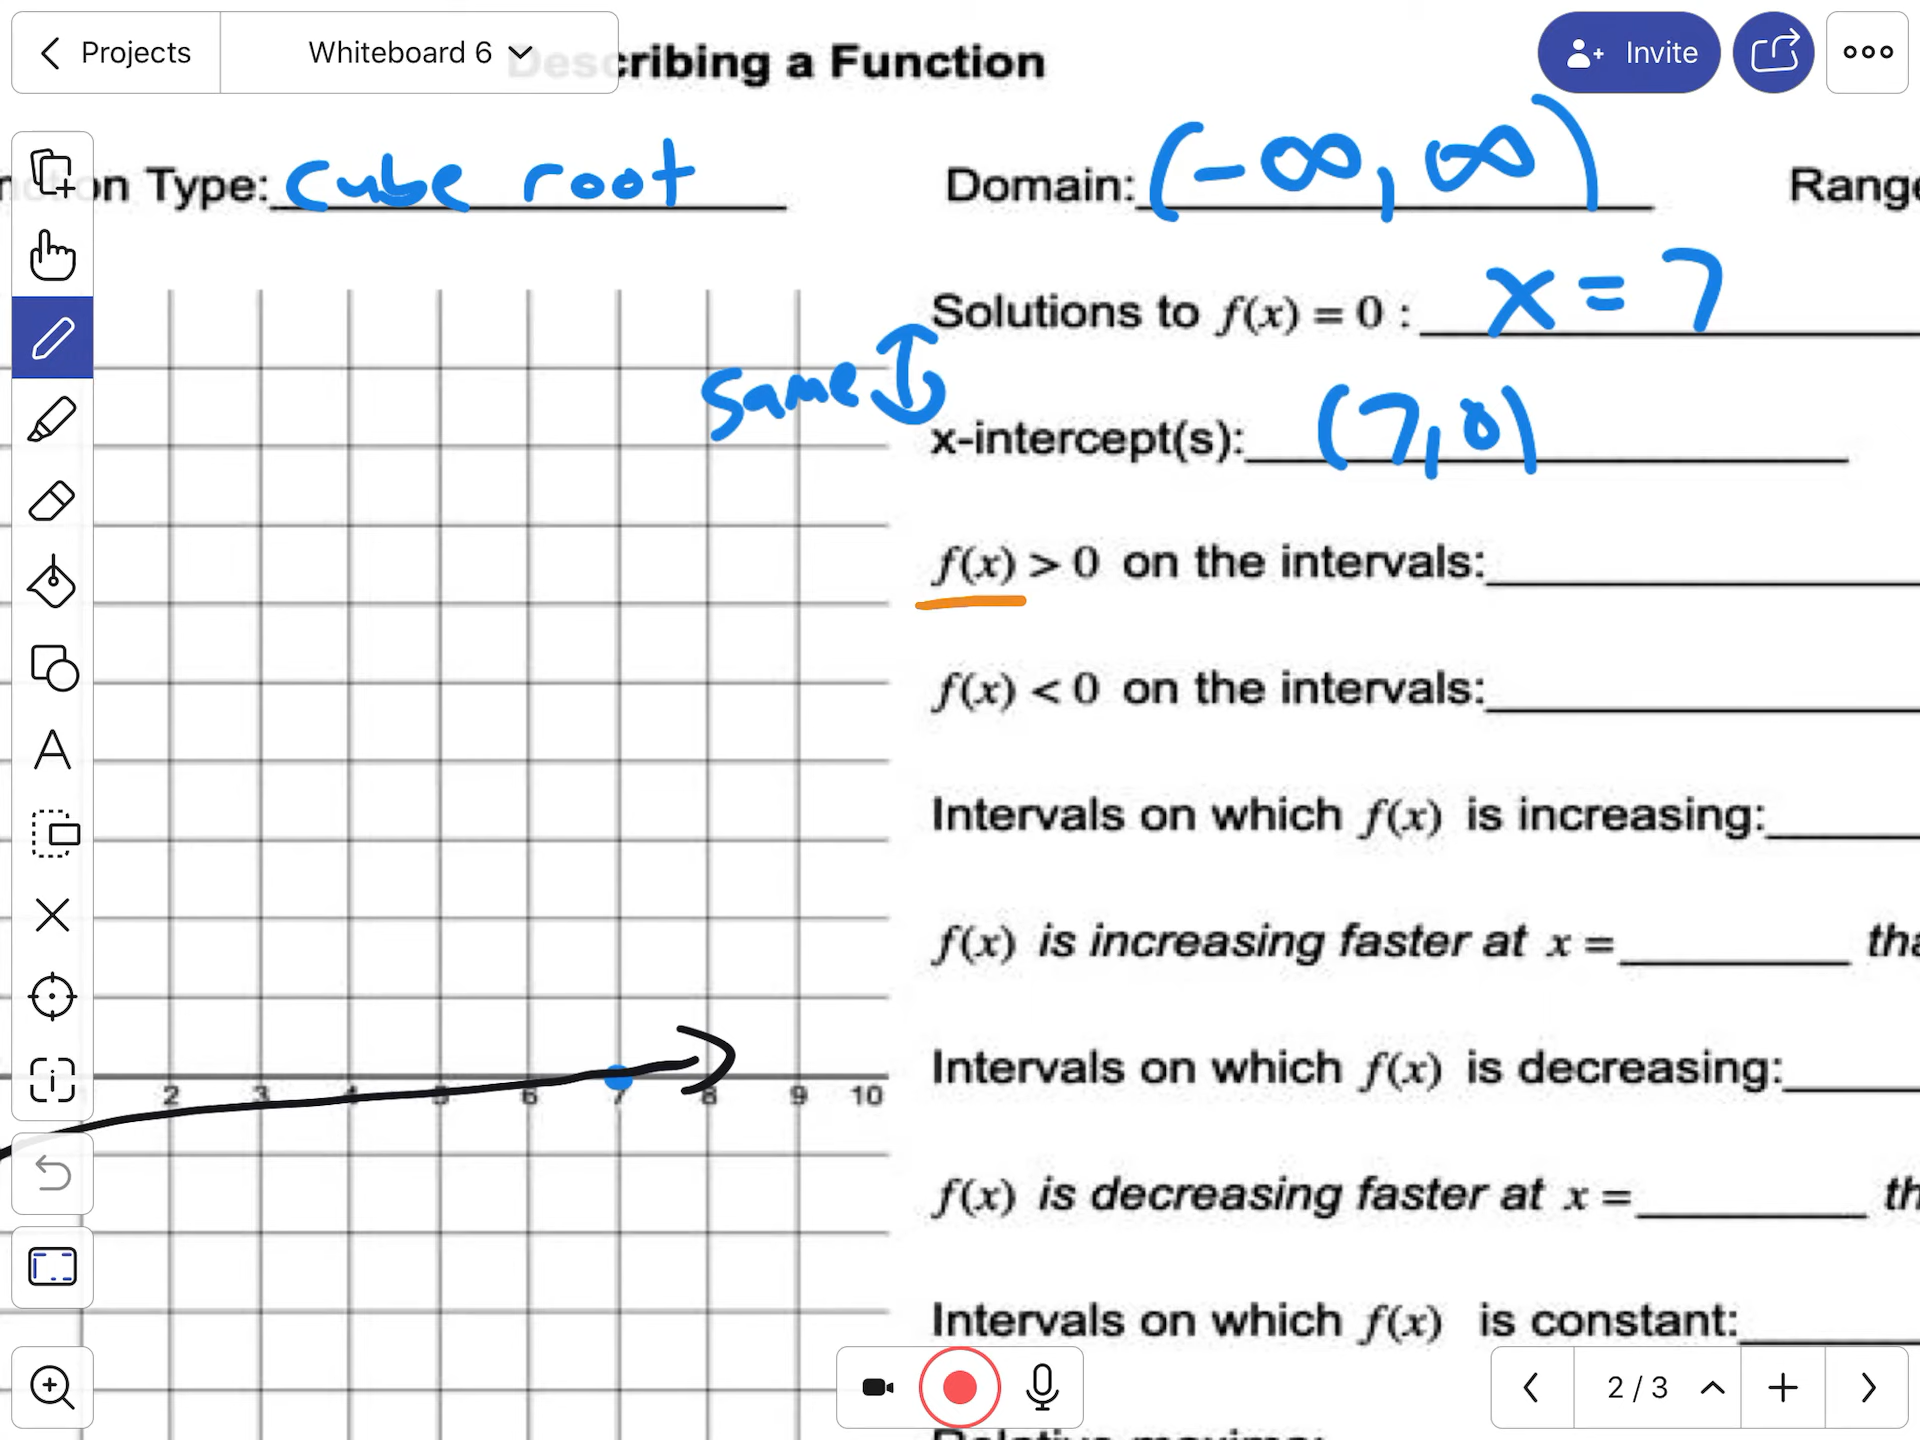 Projects
Whiteboard 6
Describing a Function
Invite
on Type: cube root
Domain: (-∞, ∞)
Range
Solutions to f(x) = 0 : x = 7
same
x-intercept(s): (7,0)
f(x) > 0 on the intervals:
f(x) < 0 on the intervals:
Intervals on which f(x) is increasing:
f(x) is increasing faster at x = tha
2 3 4 5 6 7 8 9 10
Intervals on which f(x) is decreasing:
f(x) is decreasing faster at x = th
Intervals on which f(x) is constant:
2 / 3